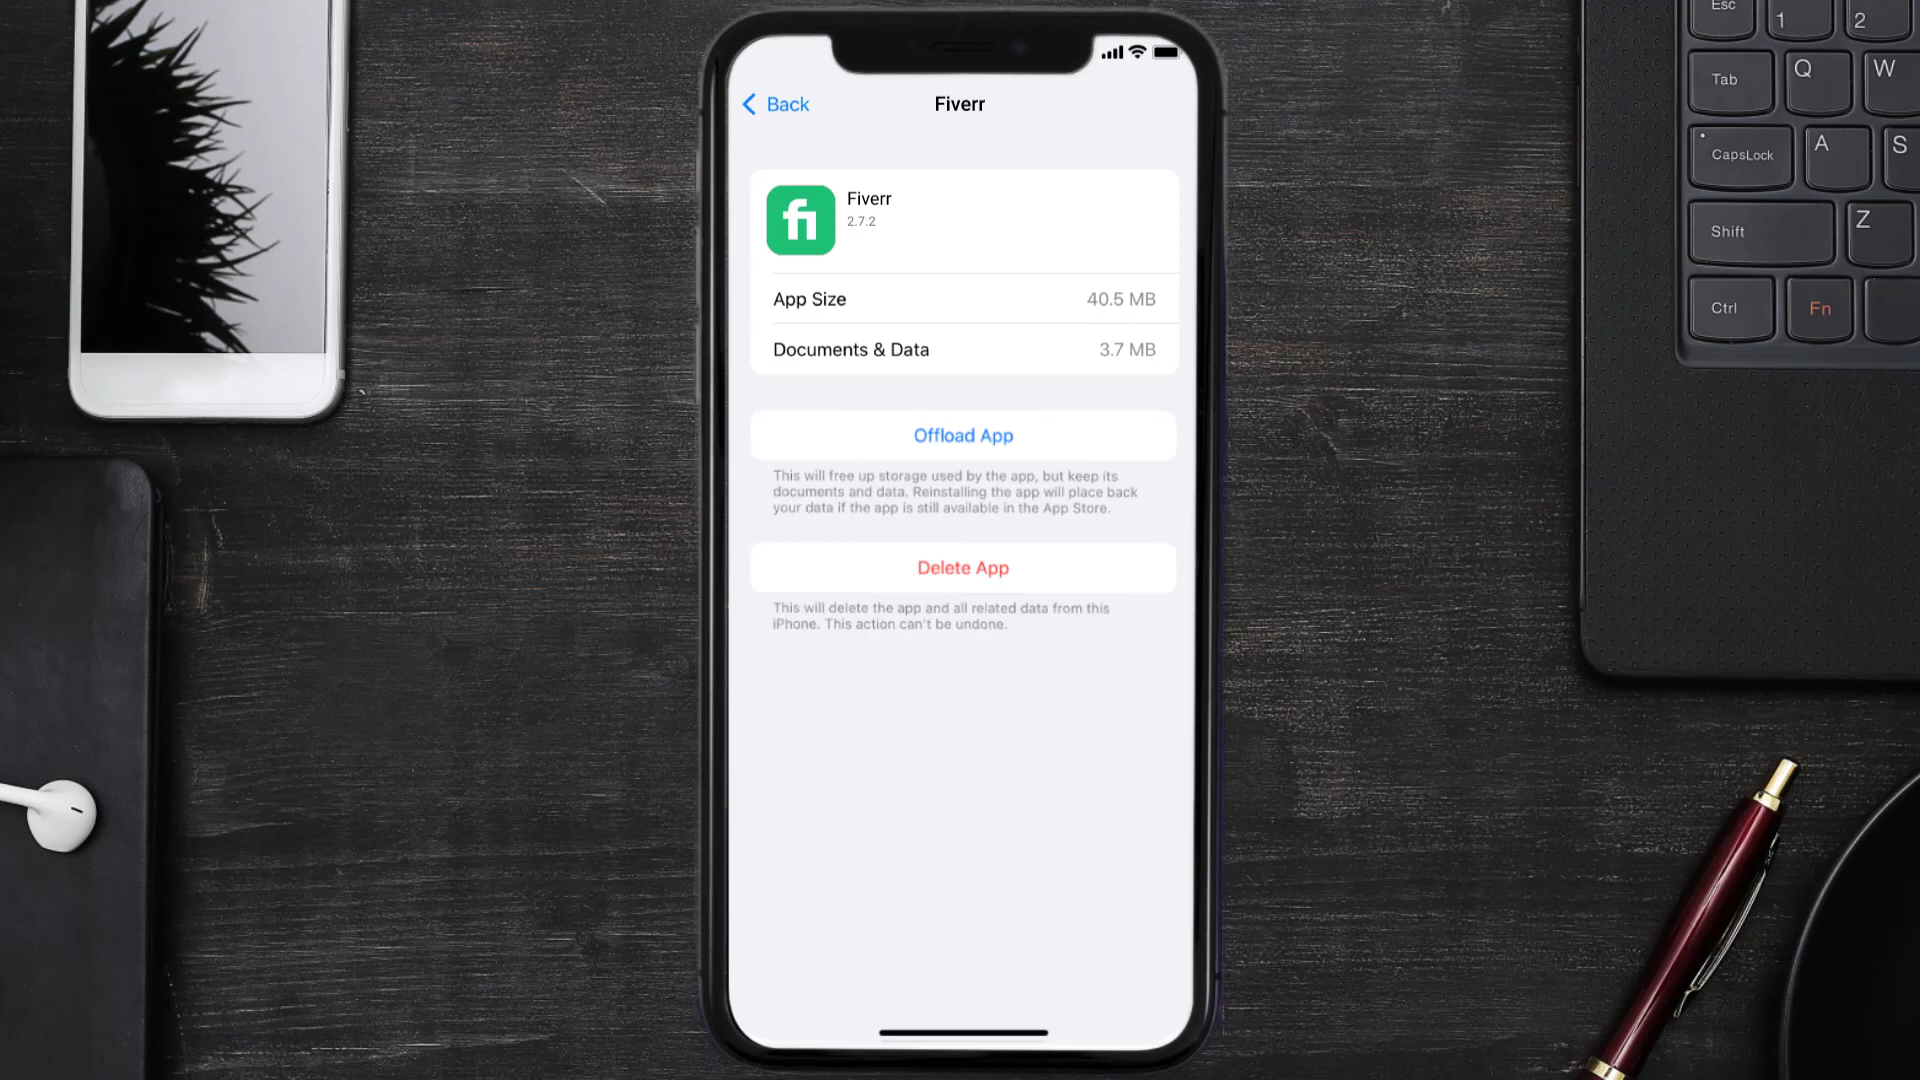 Back
Fiverr
fi
Fiverr
2.7.2
App Size
40.5 MB
Documents & Data
3.7 MB
Offload App
This will free up storage used by the app, but keep its
documents and data. Reinstalling the app will place back
your data if the app is still available in the App Store.
Delete App
This will delete the app and all related data from this
iPhone. This action can't be undone.
Esc
1
2
Tab
Q
W
CapsLock
A
S
Shift
Z
Ctrl
Fn